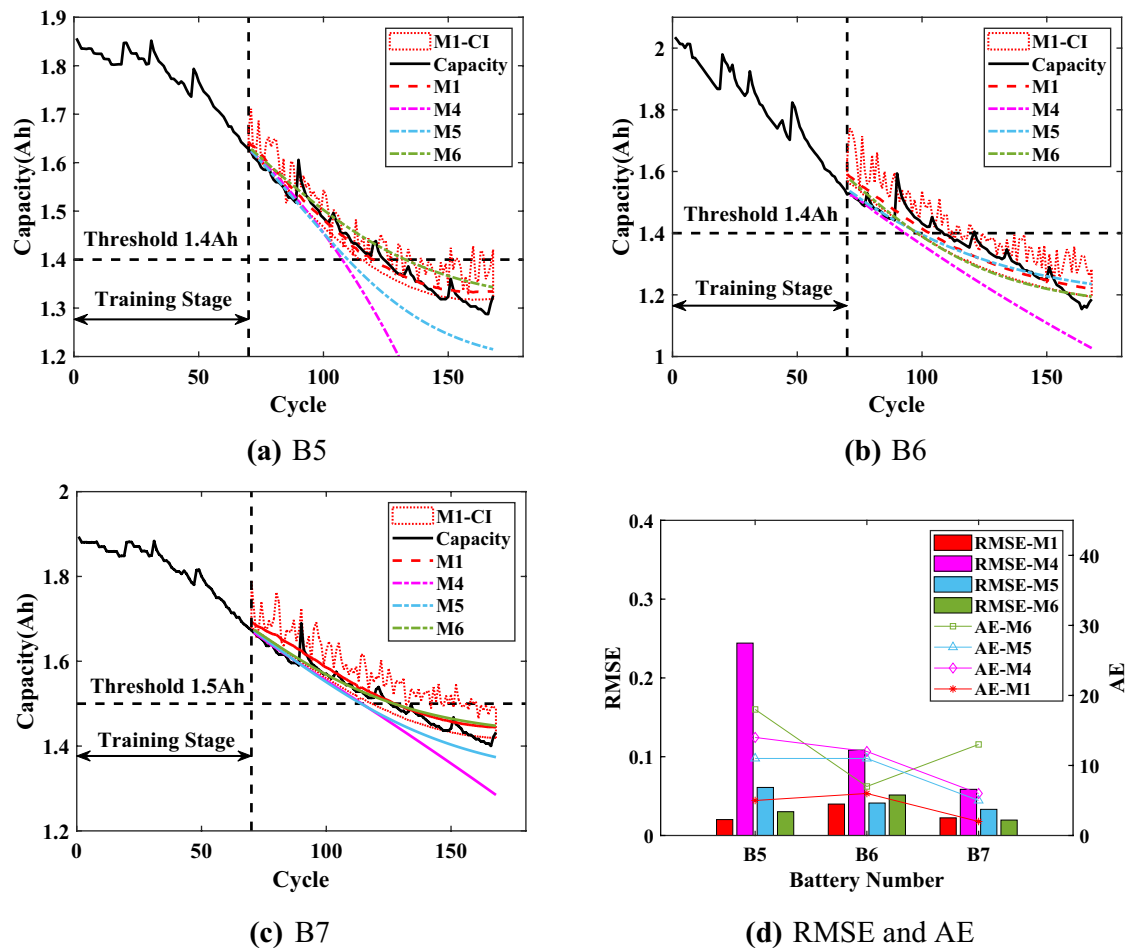 1.9
1.8
1.7
1.6
1.5
1.4
1.3
1.2
0
50
100
150
Capacity(Ah)
Cycle
Threshold 1.4Ah
Training Stage
M1-CI
Capacity
M1
M4
M5
M6
(a) B5
2
1.8
1.6
1.4
1.2
1
0
50
100
150
Capacity(Ah)
Cycle
Threshold 1.4Ah
Training Stage
M1-CI
Capacity
M1
M4
M5
M6
(b) B6
2
1.8
1.6
1.4
1.2
0
50
100
150
Capacity(Ah)
Cycle
Threshold 1.5Ah
Training Stage
M1-CI
Capacity
M1
M4
M5
M6
(c) B7
0.4
0.3
0.2
0.1
0
RMSE
40
30
20
10
0
AE
B5
B6
B7
Battery Number
RMSE-M1
RMSE-M4
RMSE-M5
RMSE-M6
AE-M6
AE-M5
AE-M4
AE-M1
(d) RMSE and AE